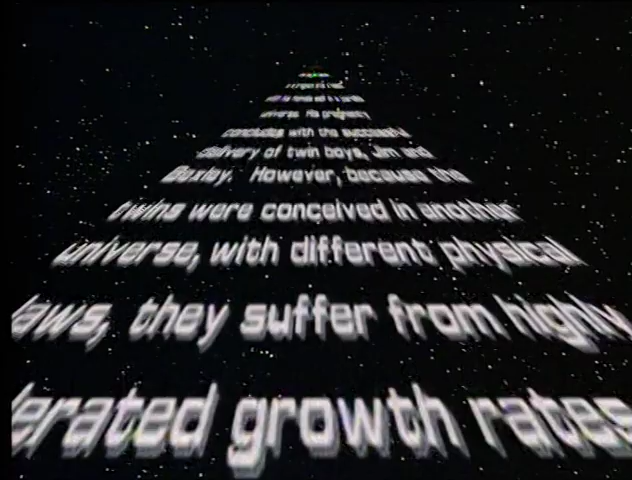 universe. His pregnancy
concludes with the successful
delivery of twin boys, Jim and
Bexley. However, because the
twins were conceived in another
universe, with different physical
laws, they suffer from highly
erated growth rates